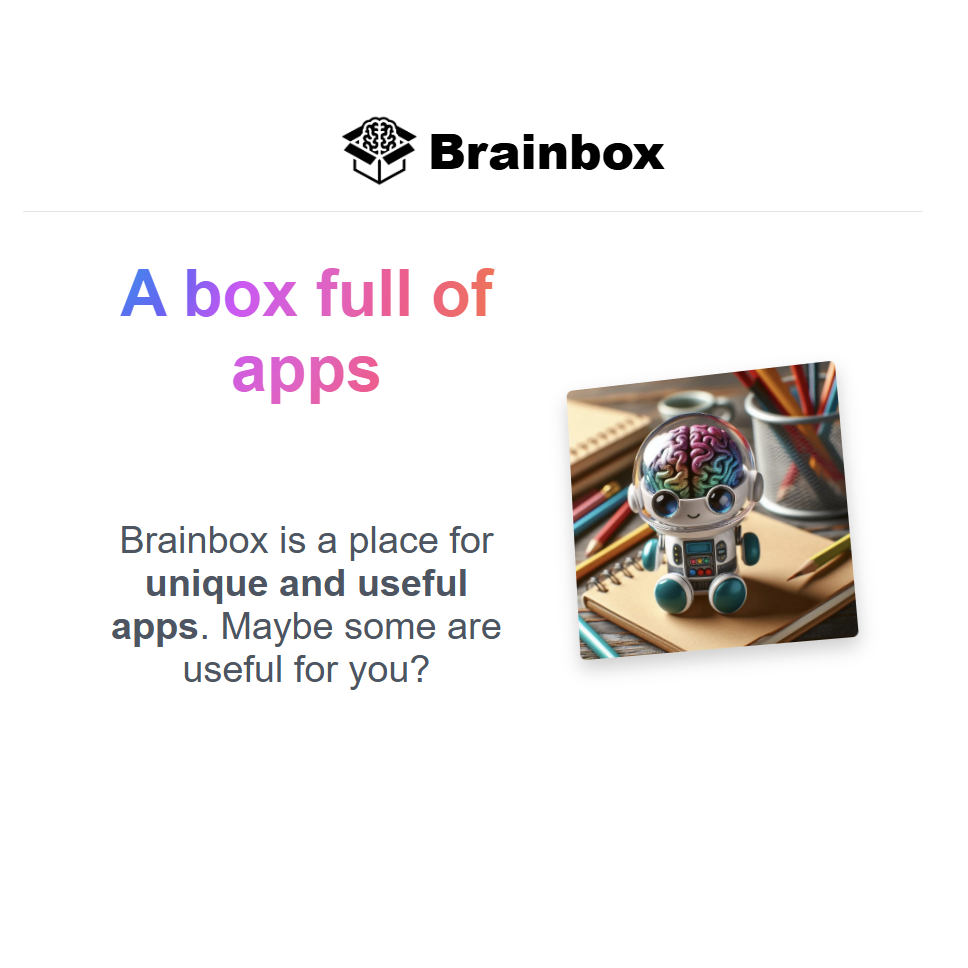 Brainbox
A box full of
apps
Brainbox is a place for
unique and useful
apps. Maybe some are
useful for you?